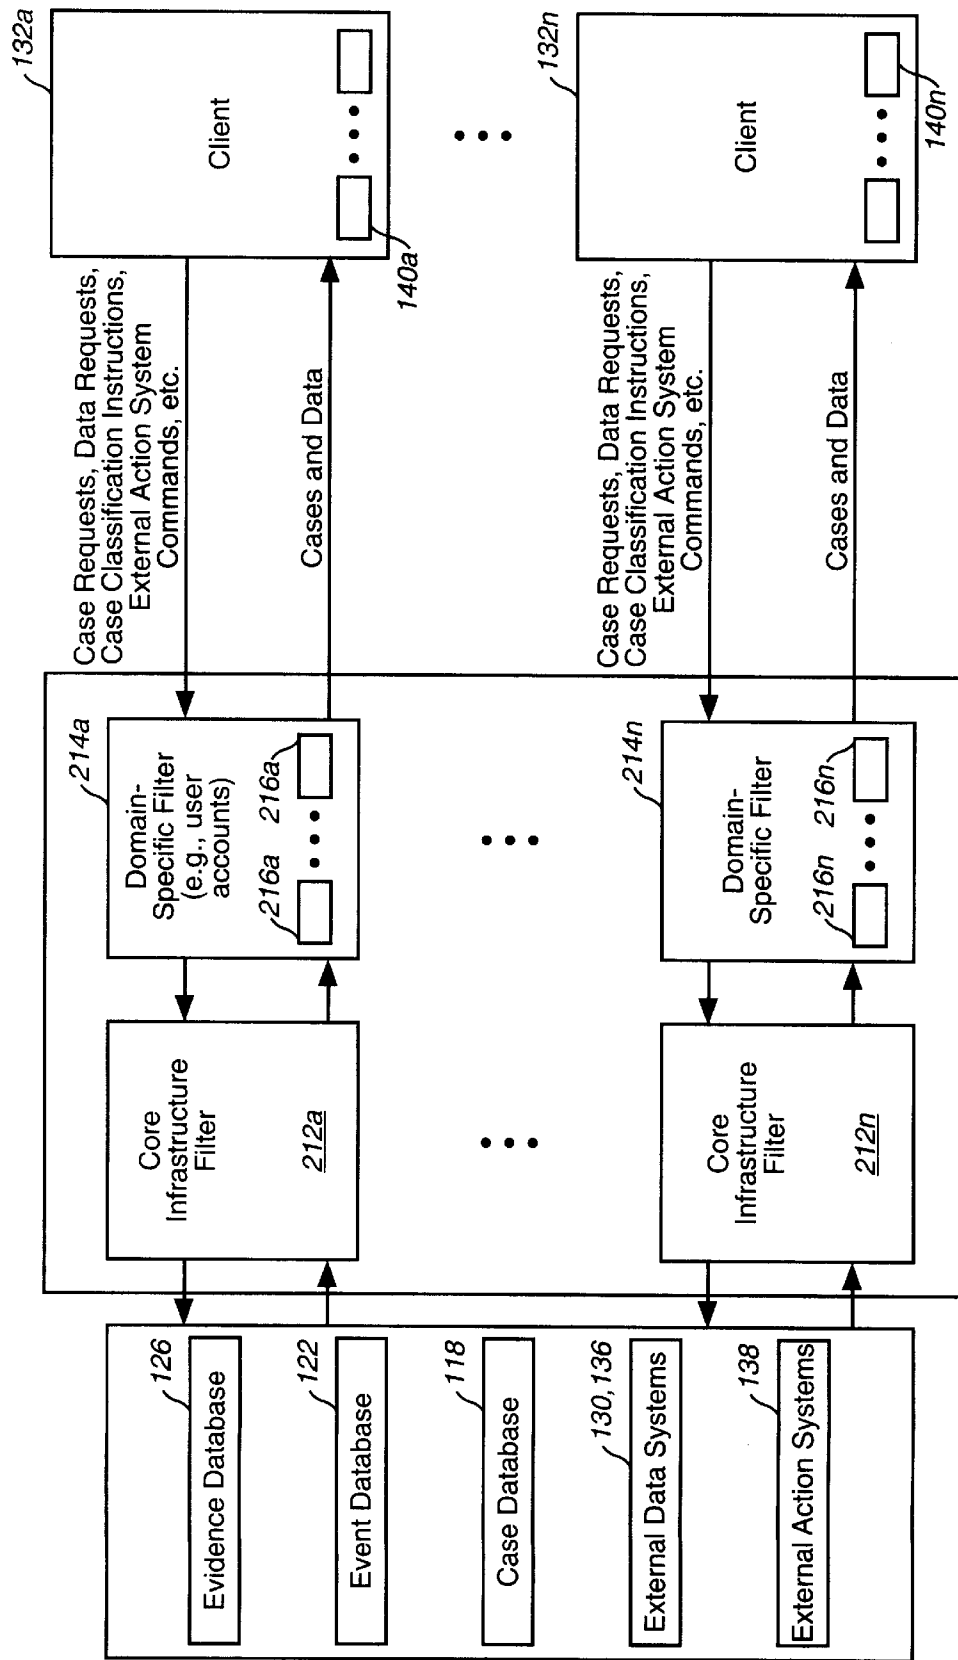 126
Evidence Database
122
Event Database
118
Case Database
130, 136
External Data Systems
138
External Action Systems
Core
Infrastructure
Filter
212a
Core
Infrastructure
Filter
212n
214a
Domain-
Specific Filter
(e.g., user
accounts)
216a
216a
214n
Domain-
Specific Filter
216n
216n
Case Requests, Data Requests,
Case Classification Instructions,
External Action System
Commands, etc.
Cases and Data
Case Requests, Data Requests,
Case Classification Instructions,
External Action System
Commands, etc.
Cases and Data
132a
Client
140a
132n
Client
140n